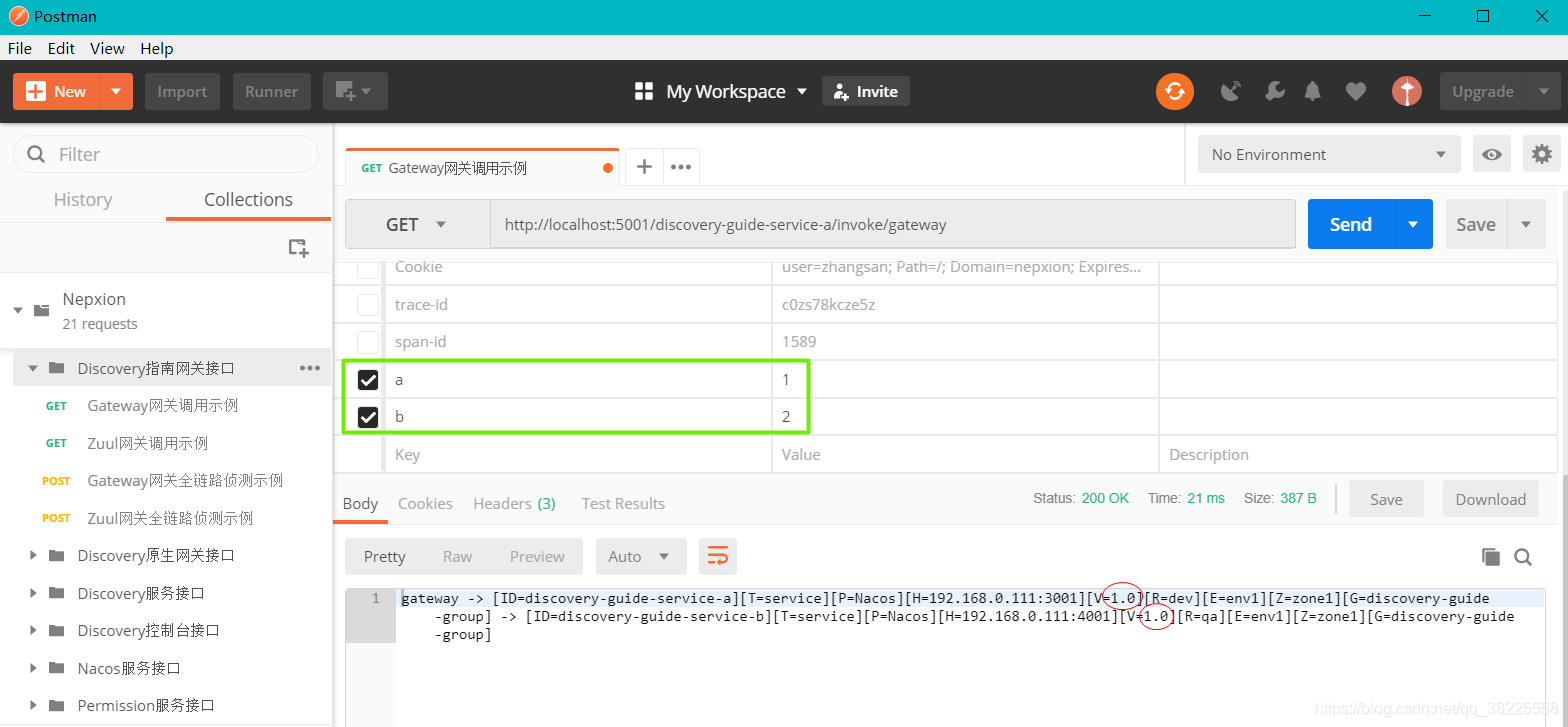 Postman
File Edit View Help
New Import Runner My Workspace Invite Upgrade
Filter
History Collections
Nepxion
21 requests
Discovery指南网关接口
GET Gateway网关调用示例
GET Zuul网关调用示例
POST Gateway网关全链路侦测示例
POST Zuul网关全链路侦测示例
Discovery原生网关接口
Discovery服务接口
Discovery控制台接口
Nacos服务接口
Permission服务接口
GET Gateway网关调用示例
No Environment
GET http://localhost:5001/discovery-guide-service-a/invoke/gateway Send Save
Cookie user=zhangsan; Path=/; Domain=nepxion; Expires...
trace-id c0zs78kcze5z
span-id 1589
a 1
b 2
Key Value Description
Body Cookies Headers (3) Test Results Status: 200 OK Time: 21 ms Size: 387 B Save Download
Pretty Raw Preview Auto
1 gateway -> [ID=discovery-guide-service-a][T=service][P=Nacos][H=192.168.0.111:3001][V=1.0][R=dev][E=env1][Z=zone1][G=discovery-guide
-group] -> [ID=discovery-guide-service-b][T=service][P=Nacos][H=192.168.0.111:4001][V=1.0][R=qa][E=env1][Z=zone1][G=discovery-guide
-group]
https://blog.csdn.net/qq_38225558